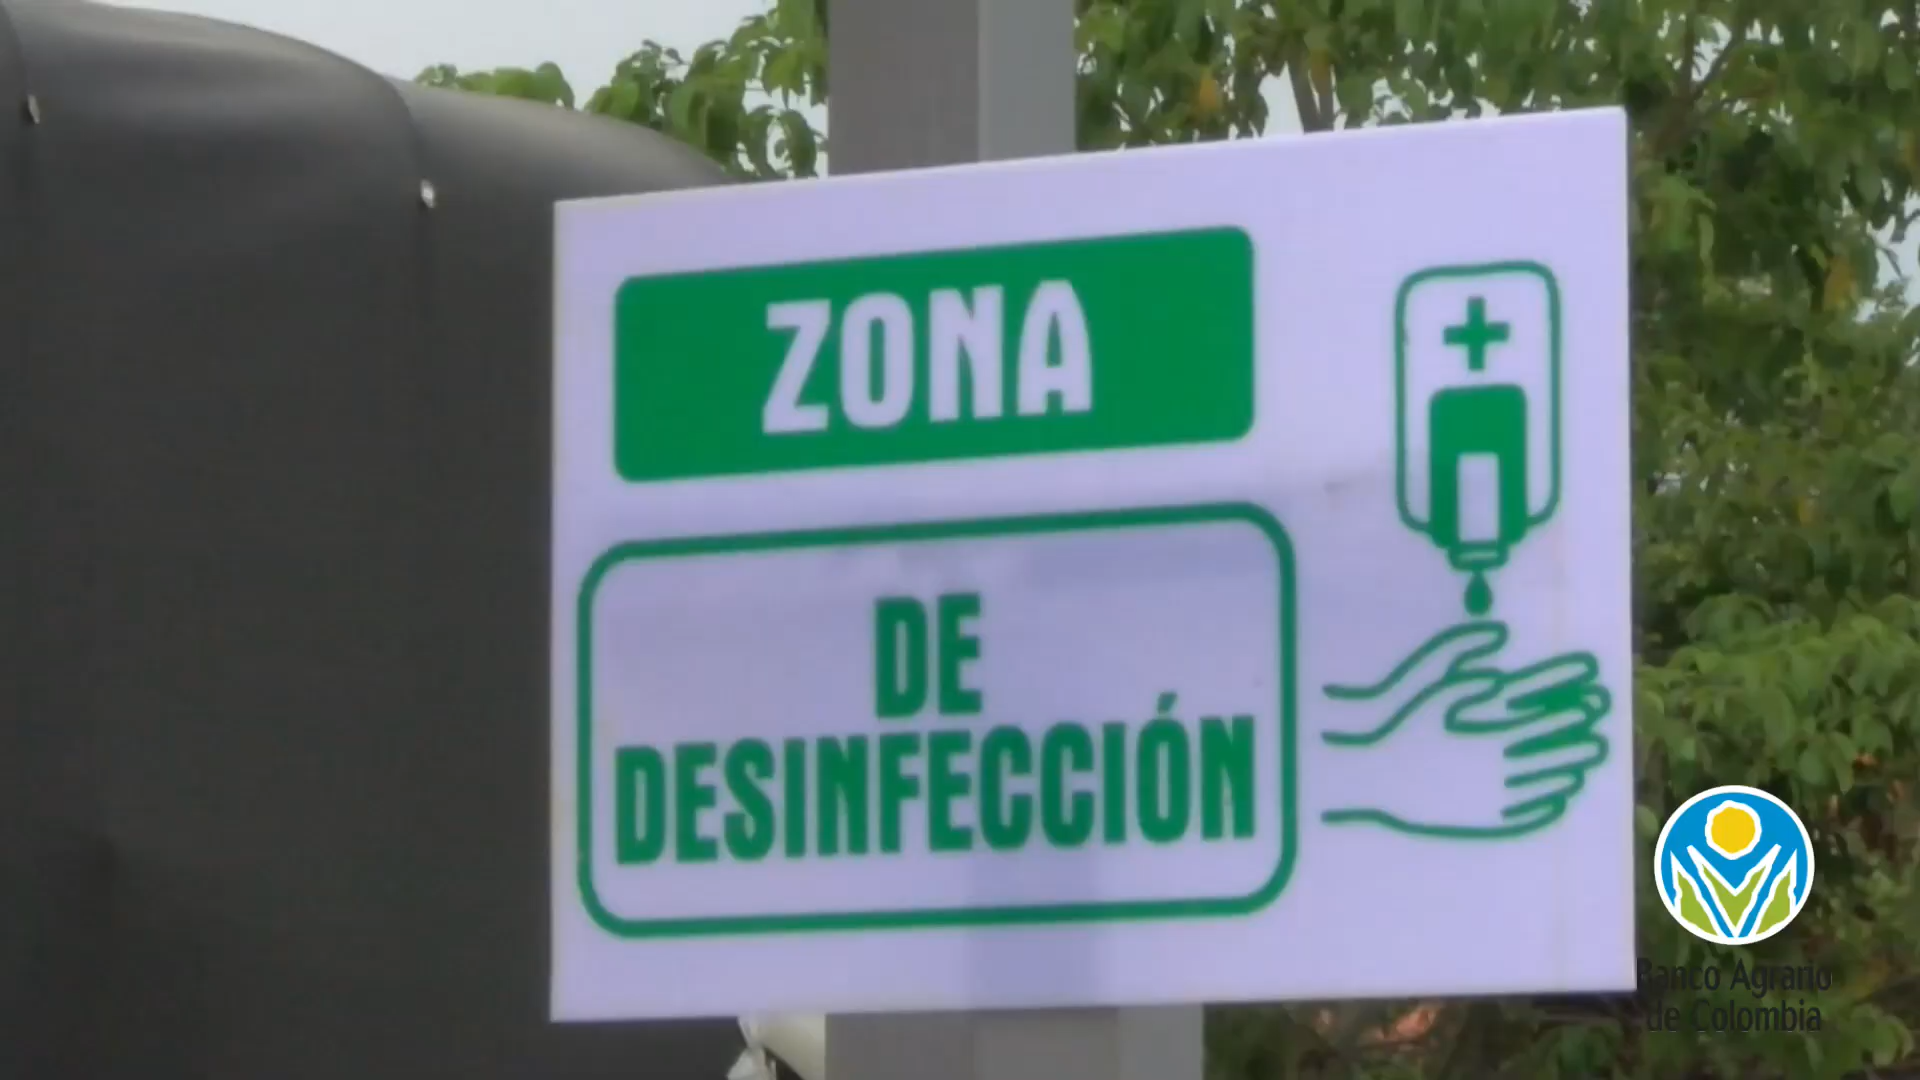 ZONA
DE
DESINFECCIÓN
Banco Agrario
de Colombia